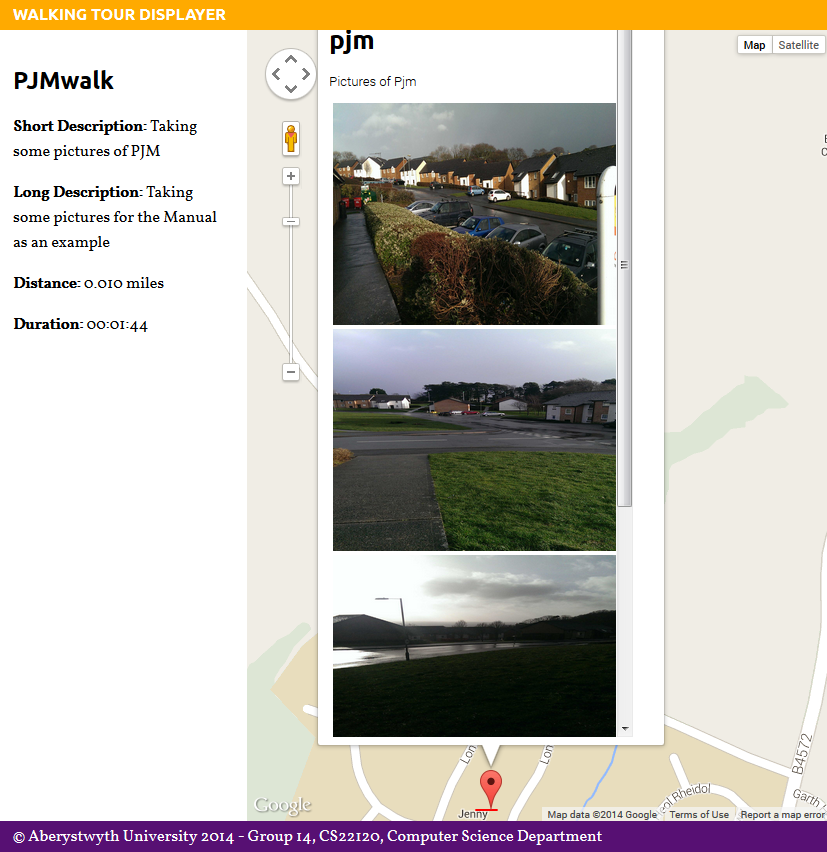 WALKING TOUR DISPLAYER
PJMwalk
Short Description: Taking
some pictures of PJM
Long Description: Taking
some pictures for the Manual
as an example
Distance: 0.010 miles
Duration: 00:01:44
pjm
Pictures of Pjm
Map
Satellite
B4572
Lon
Lon
ol Rheidol
Garth
Jenny
Google
Map data ©2014 Google
Terms of Use
Report a map error
© Aberystwyth University 2014 - Group 14, CS22120, Computer Science Department